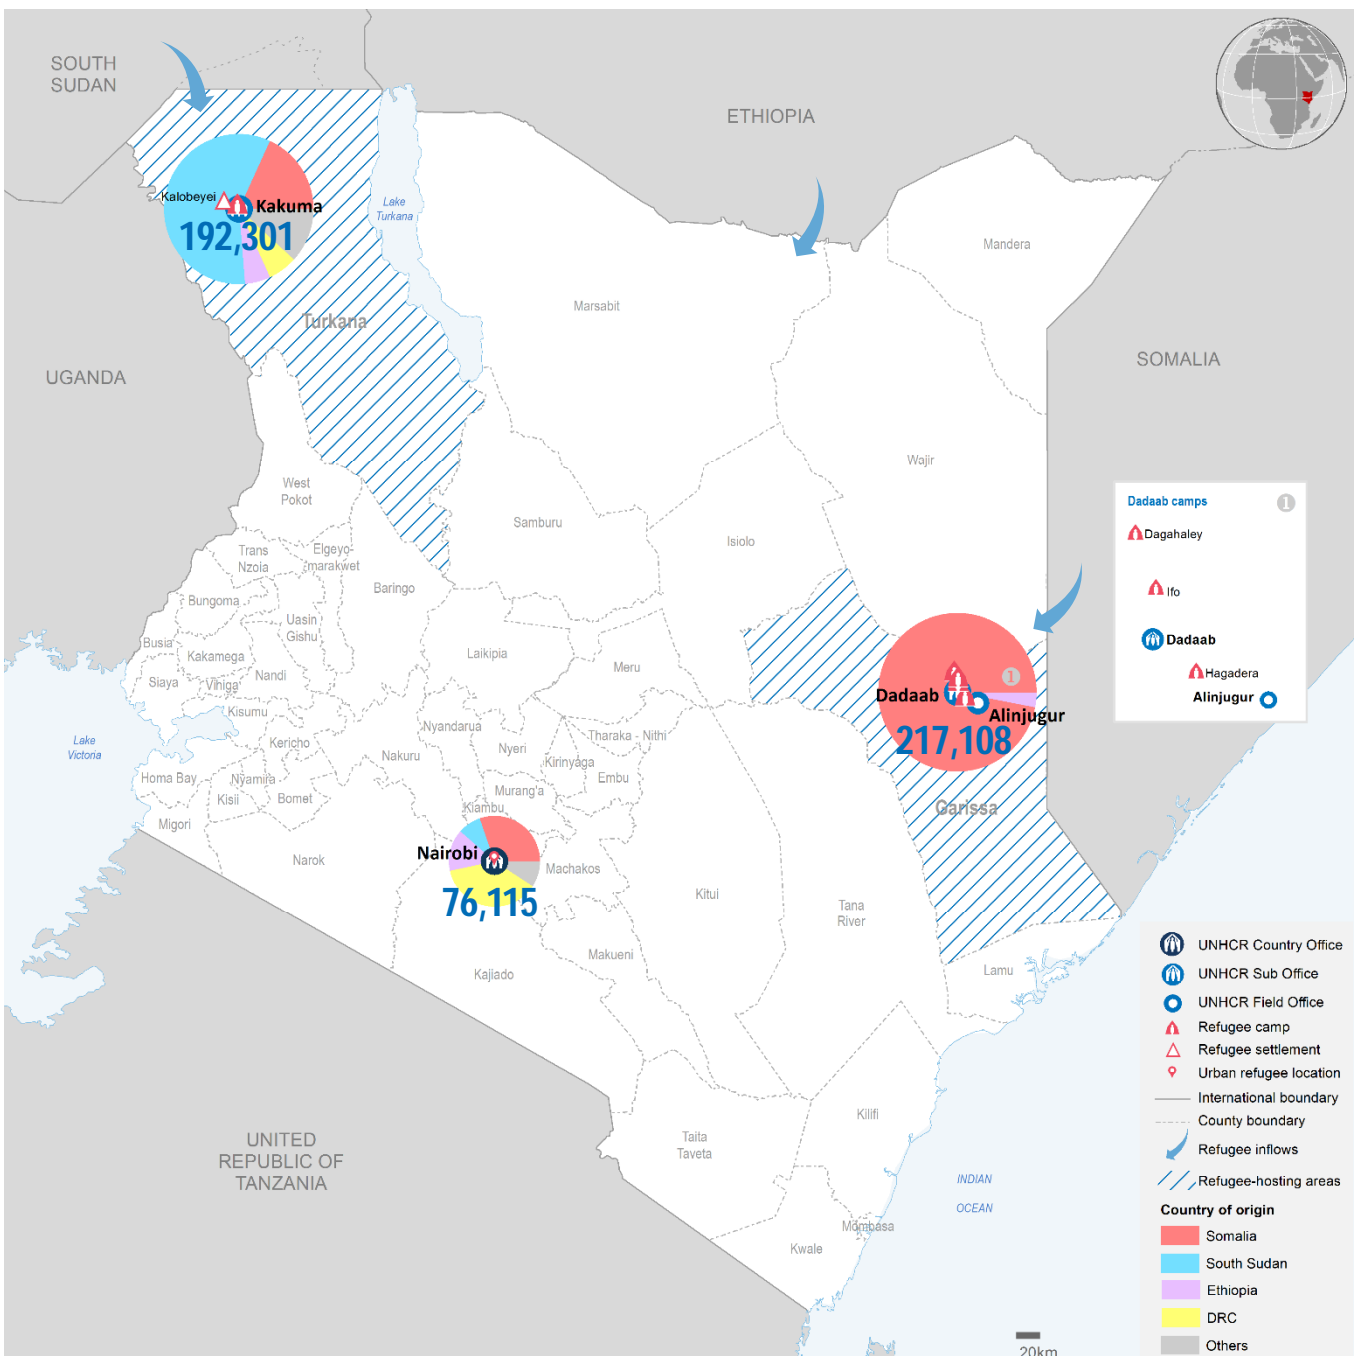 SOUTH
SUDAN
ETHIOPIA
Kalobeyei
Kakuma
192,301
Lake
Turkana
Mandera
Marsabit
Turkana
UGANDA
SOMALIA
Wajir
West
Pokot
Samburu
Isiolo
Dadaab camps
1
Dagahaley
Ifo
Dadaab
Hagadera
Alinjugur
Trans
Nzoia
Elgeyo-
marakwet
Baringo
Bungoma
Uasin
Gishu
Busia
Kakamega
Laikipia
Meru
Siaya
Vihiga
Nandi
Kisumu
1
Dadaab
Alinjugur
217,108
Nyandarua
Nyeri
Tharaka - Nithi
Lake
Victoria
Kericho
Nakuru
Kirinyaga
Embu
Homa Bay
Nyamira
Kisii
Bomet
Murang'a
Kiambu
Garissa
Migori
Narok
Nairobi
76,115
Machakos
Kitui
Tana
River
Makueni
Kajiado
Lamu
UNHCR Country Office
UNHCR Sub Office
UNHCR Field Office
Refugee camp
Refugee settlement
Urban refugee location
International boundary
County boundary
Refugee inflows
Refugee-hosting areas
Country of origin
Somalia
South Sudan
Ethiopia
DRC
Others
Kilifi
Taita
Taveta
UNITED
REPUBLIC OF
TANZANIA
INDIAN
OCEAN
Mombasa
Kwale
20km